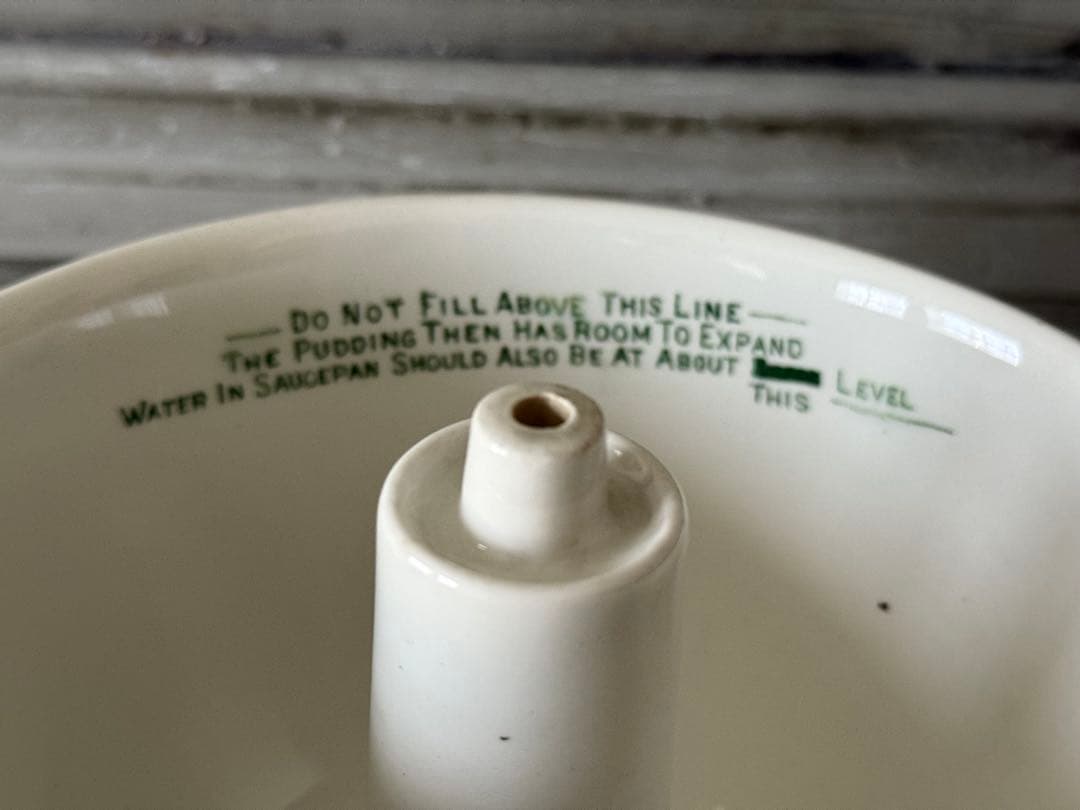 DO NOT FILL ABOVE THIS LINE
THE PUDDING THEN HAS ROOM TO EXPAND
WATER IN SAUCEPAN SHOULD ALSO BE AT ABOUT THIS LEVEL